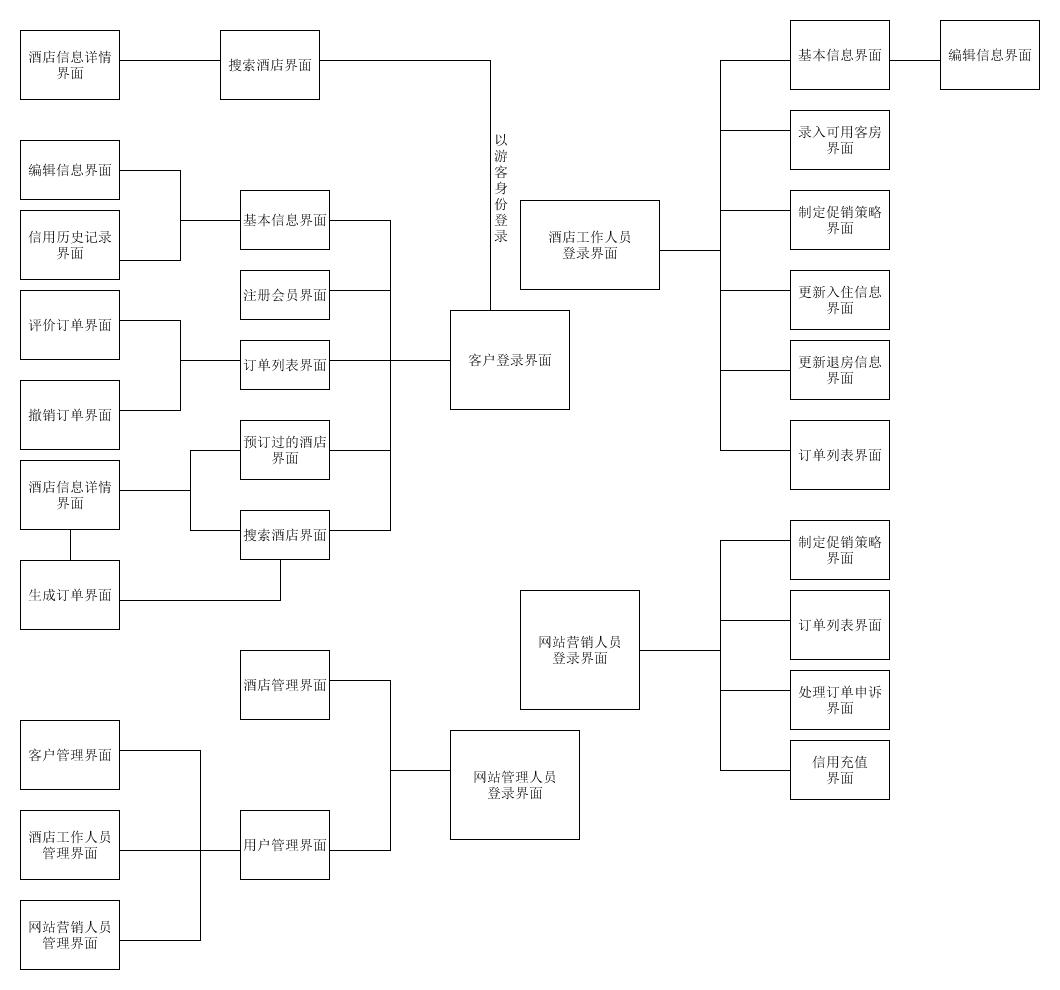 酒店信息详情
界面
搜索酒店界面
以游客身份登录
编辑信息界面
信用历史记录
界面
基本信息界面
注册会员界面
评价订单界面
订单列表界面
撤销订单界面
预订过的酒店
界面
酒店信息详情
界面
搜索酒店界面
生成订单界面
客户登录界面
酒店工作人员
登录界面
基本信息界面
编辑信息界面
录入可用客房
界面
制定促销策略
界面
更新入住信息
界面
更新退房信息
界面
订单列表界面
网站营销人员
登录界面
制定促销策略
界面
订单列表界面
处理订单申诉
界面
信用充值
界面
酒店管理界面
网站管理人员
登录界面
用户管理界面
客户管理界面
酒店工作人员
管理界面
网站营销人员
管理界面